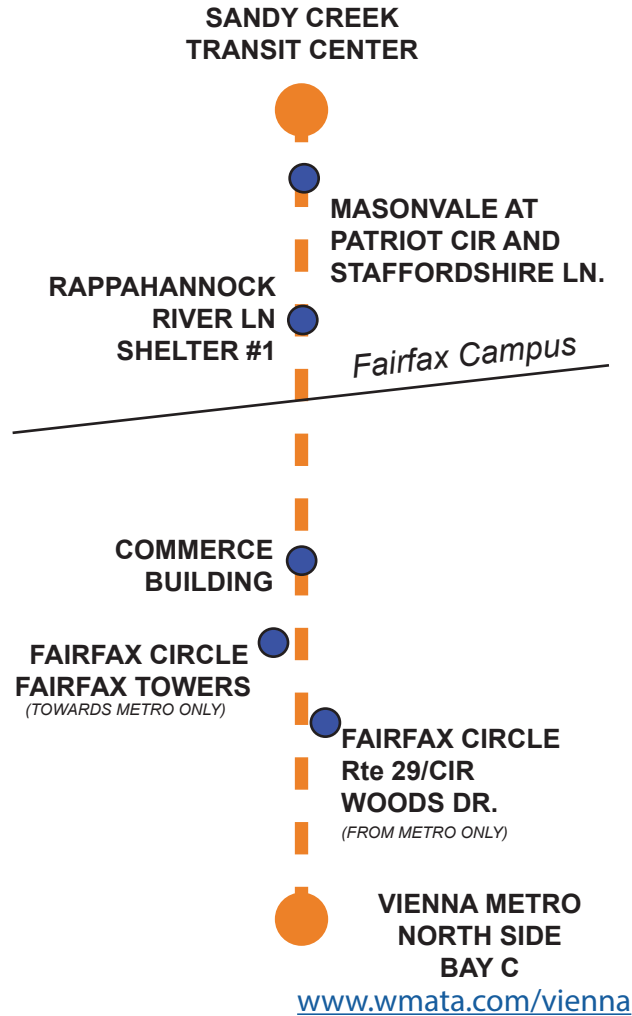 SANDY CREEK
TRANSIT CENTER
MASONVALE AT
PATRIOT CIR AND
STAFFORDSHIRE LN.
RAPPAHANNOCK
RIVER LN
SHELTER #1
Fairfax Campus
COMMERCE
BUILDING
FAIRFAX CIRCLE
FAIRFAX TOWERS
(TOWARDS METRO ONLY)
FAIRFAX CIRCLE
Rte 29/CIR
WOODS DR.
(FROM METRO ONLY)
VIENNA METRO
NORTH SIDE
BAY C
www.wmata.com/vienna